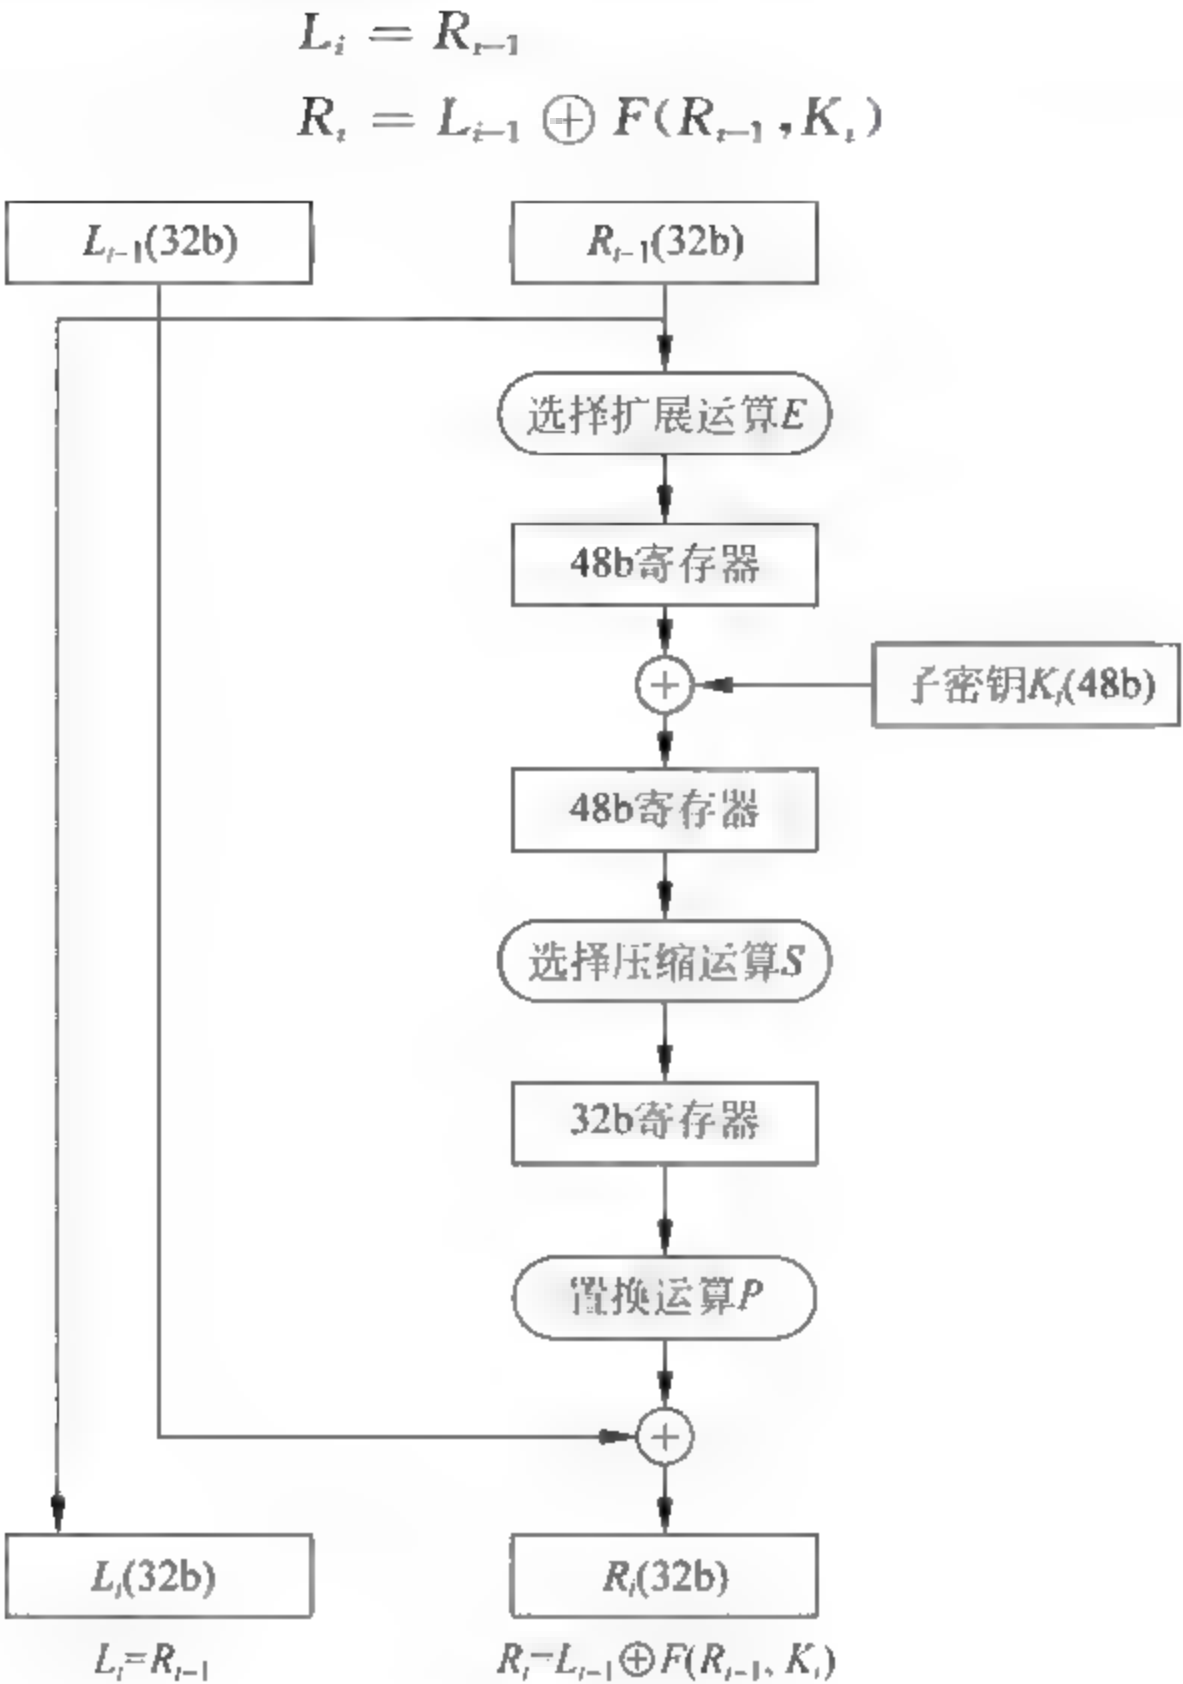 Lᵢ = Rᵢ₋₁
Rᵢ = Lᵢ₋₁ ⊕ F(Rᵢ₋₁, Kᵢ)
Lᵢ₋₁(32b)
Rᵢ₋₁(32b)
选择扩展运算E
48b寄存器
子密钥Kᵢ(48b)
48b寄存器
选择压缩运算S
32b寄存器
置换运算P
Lᵢ(32b)
Rᵢ(32b)
Lᵢ=Rᵢ₋₁
Rᵢ=Lᵢ₋₁⊕F(Rᵢ₋₁, Kᵢ)